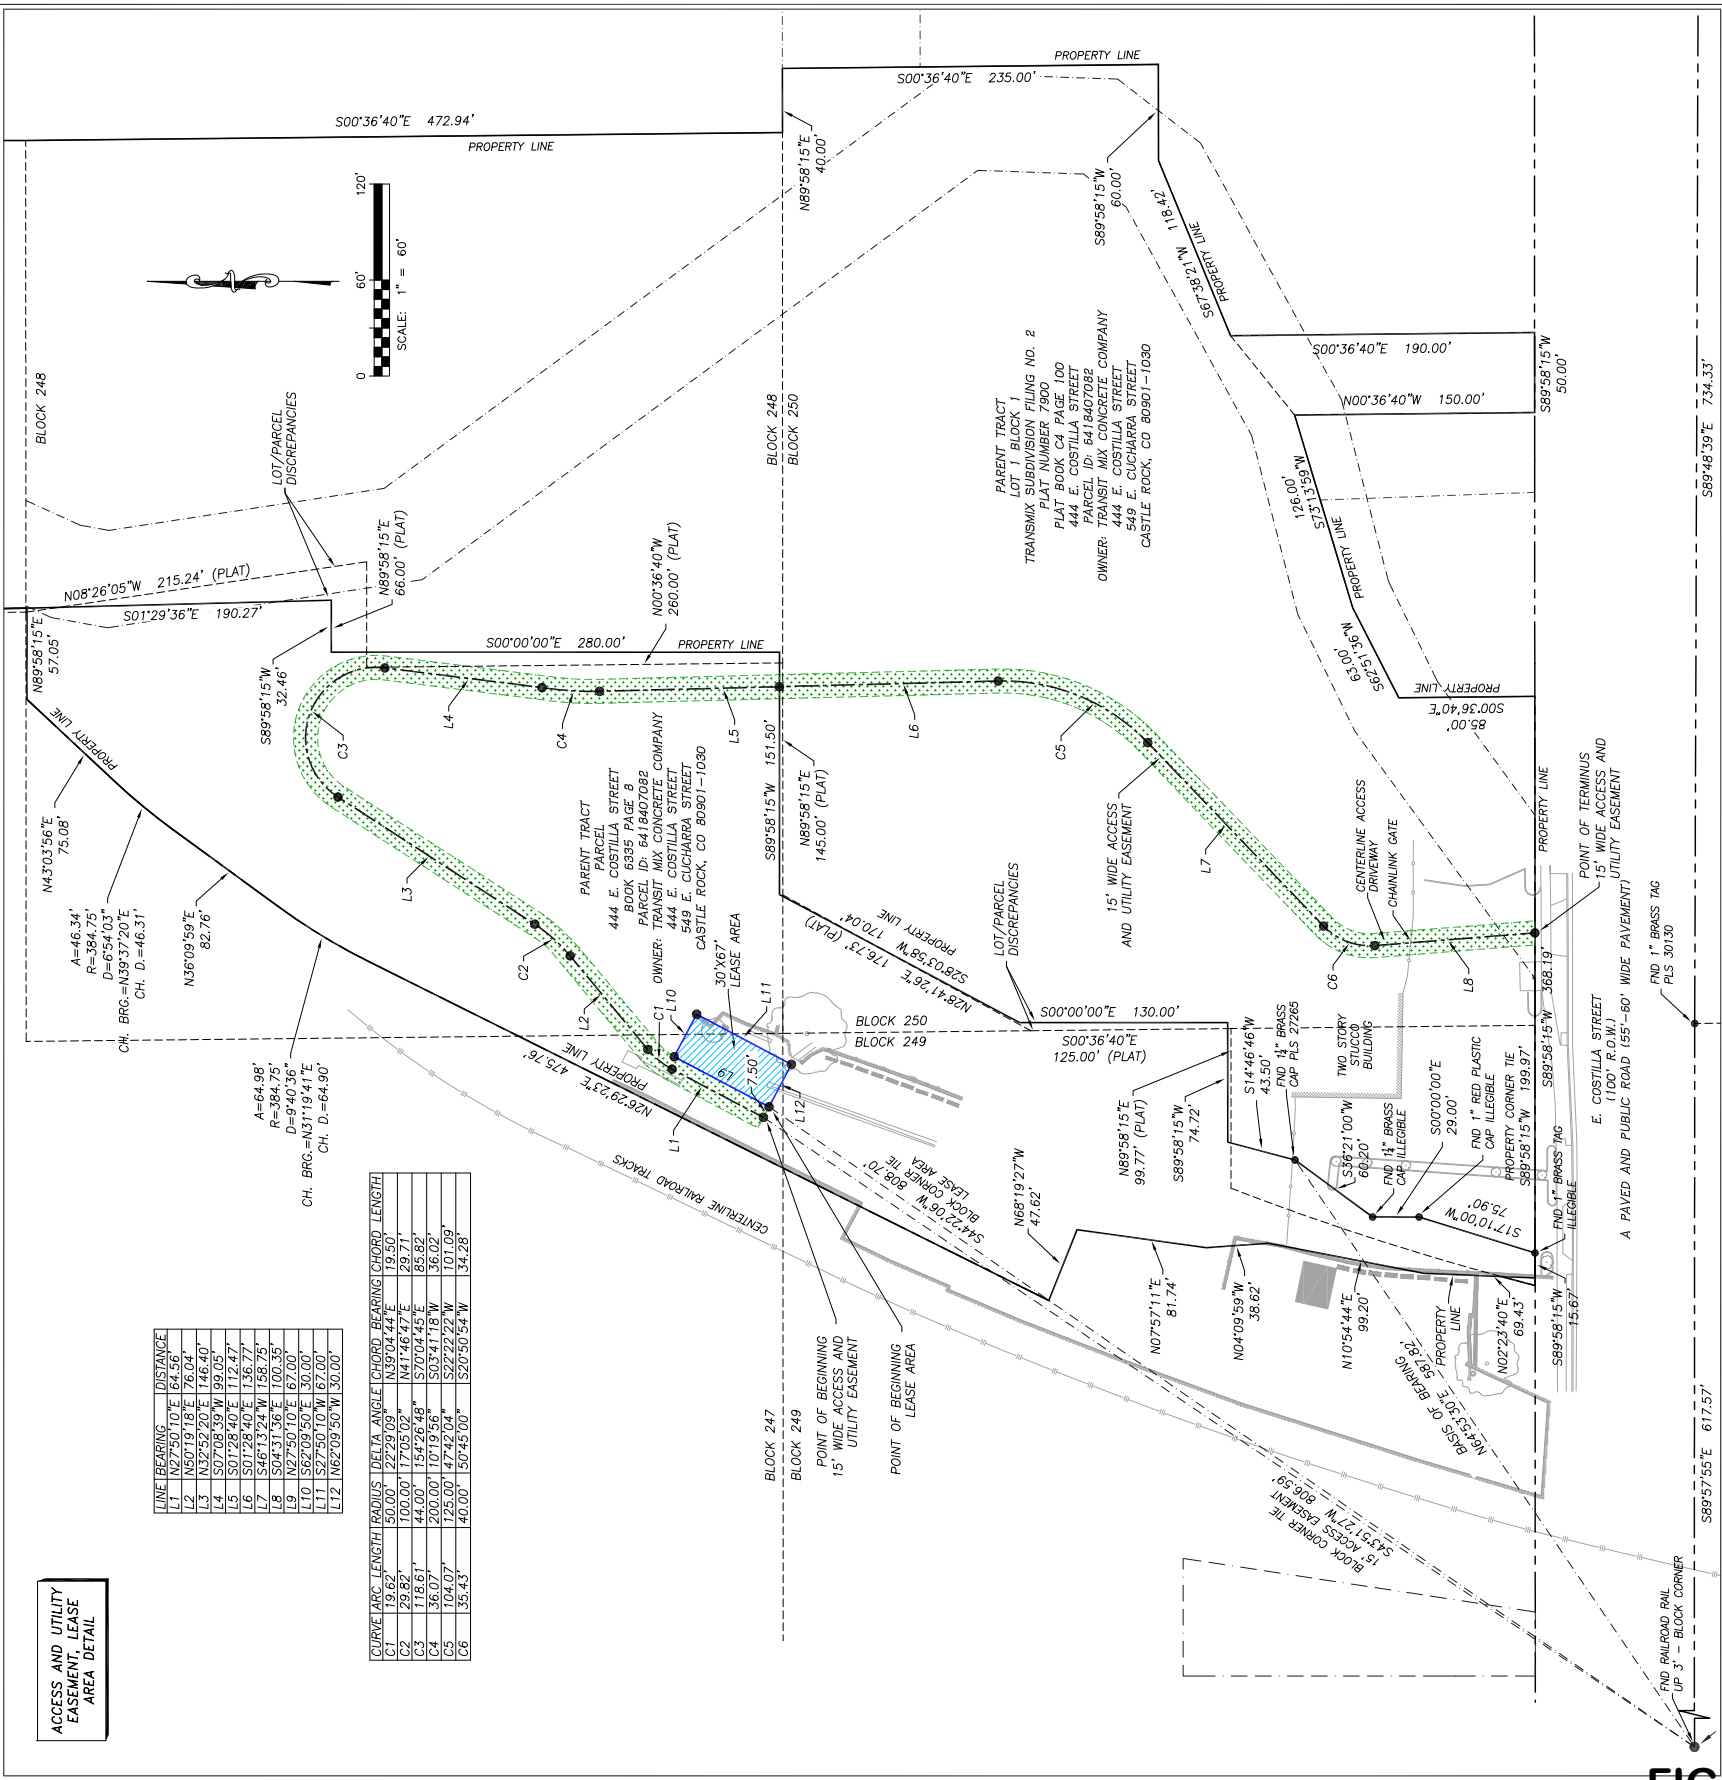 ACCESS AND UTILITY
EASEMENT, LEASE
AREA DETAIL
LINE BEARING DISTANCE
L1 N27°50'10"E 64.56'
L2 N50°19'18"E 76.04'
L3 N32°52'20"E 146.40'
L4 S07°08'39"W 99.05'
L5 S01°28'40"E 112.47'
L6 S01°28'40"E 136.77'
L7 S46°13'24"W 158.75'
L8 S04°31'36"E 100.35'
L9 N27°50'10"E 67.00'
L10 S62°09'50"E 30.00'
L11 S27°50'10"W 67.00'
L12 N62°09'50"W 30.00'
CURVE ARC LENGTH RADIUS DELTA ANGLE CHORD BEARING CHORD LENGTH
C1 19.62' 50.00' 22°29'09" N39°04'44"E 19.50'
C2 29.82' 100.00' 17°05'02" N41°46'47"E 29.71'
C3 118.61' 44.00' 154°26'48" S70°04'45"E 85.82'
C4 36.07' 200.00' 10°19'56" S03°41'18"W 36.02'
C5 104.07' 125.00' 47°42'04" S22°22'22"W 101.09'
C6 35.43' 40.00' 50°45'00" S20°50'54"W 34.28'
BLOCK 248
S00°36'40"E 472.94'
PROPERTY LINE
0 60' 120'
SCALE: 1" = 60'
LOT/PARCEL
DISCREPANCIES
N08°26'05"W 215.24' (PLAT)
S01°29'36"E 190.27'
N89°58'15"E
57.05'
N89°58'15"E
66.00' (PLAT)
S89°58'15"W
32.46'
PROPERTY LINE
N43°03'56"E
75.08'
A=46.34'
R=384.75'
D=6°54'03"
CH. BRG.=N39°37'20"E
CH. D.=46.31'
N36°09'59"E
82.76'
A=64.98'
R=384.75'
D=9°40'36"
CH. BRG.=N31°19'41"E
CH. D.=64.90'
S00°00'00"E 280.00'
PROPERTY LINE
N00°36'40"W
260.00' (PLAT)
C3
L4
C4
L5
L3
C2
L2
C1
L10
L11
L9
7.50'
L12
L1
PARENT TRACT
PARCEL
444 E. COSTILLA STREET
BOOK 6335 PAGE 8
PARCEL ID: 6418407082
OWNER: TRANSIT MIX CONCRETE COMPANY
444 E. COSTILLA STREET
549 E. CUCHARRA STREET
CASTLE ROCK, CO 80901-1030
30'X67'
LEASE AREA
N26°29'23"E 475.76'
PROPERTY LINE
CENTERLINE RAILROAD TRACKS
BLOCK 248
BLOCK 250
S89°58'15"W 151.50'
N89°58'15"E
145.00' (PLAT)
N89°58'15"E
40.00'
S00°36'40"E 235.00'
PROPERTY LINE
S89°58'15"W
60.00'
S67°38'21"W 118.42'
PROPERTY LINE
PARENT TRACT
LOT 1 BLOCK 1
TRANSMIX SUBDIVISION FILING NO. 2
PLAT NUMBER 7900
PLAT BOOK C4 PAGE 100
444 E. COSTILLA STREET
PARCEL ID: 6418407082
OWNER: TRANSIT MIX CONCRETE COMPANY
444 E. COSTILLA STREET
549 E. CUCHARRA STREET
CASTLE ROCK, CO 80901-1030
L6
C5
15' WIDE ACCESS
AND UTILITY EASEMENT
L7
C6
L8
S28°03'58"W 170.04'
PROPERTY LINE
N28°41'26"E 176.73' (PLAT)
LOT/PARCEL
DISCREPANCIES
BLOCK 250
BLOCK 249
S00°00'00"E 130.00'
S00°36'40"E
125.00' (PLAT)
N89°58'15"E
99.77' (PLAT)
S89°58'15"W
74.72'
S00°36'40"E 190.00'
N00°36'40"W 150.00'
S89°58'15"W
50.00'
126.00'
S73°13'59"W
PROPERTY LINE
S62°51'36"W
63.00'
PROPERTY LINE
S00°36'40"E
85.00'
PROPERTY LINE
CENTERLINE ACCESS
DRIVEWAY
CHAINLINK GATE
POINT OF TERMINUS
15' WIDE ACCESS AND
UTILITY EASEMENT
S89°58'15"W 368.19'
E. COSTILLA STREET
(100' R.O.W.)
A PAVED AND PUBLIC ROAD (55'-60' WIDE PAVEMENT)
FND 1" BRASS TAG
PLS 30130
S89°48'39"E 734.33'
S14°46'46"W
43.50'
FND 1¼" BRASS
CAP PLS 27265
TWO STORY
STUCCO
BUILDING
S36°21'00"W
60.20'
FND 1½" BRASS
CAP ILLEGIBLE
S00°00'00"E
29.00'
FND 1" RED PLASTIC
CAP ILLEGIBLE
PROPERTY CORNER TIE
S89°58'15"W 199.97'
S17°10'00"W
75.90'
FND 1" BRASS TAG
ILLEGIBLE
N68°19'27"W
47.62'
N07°57'11"E
81.74'
N04°09'59"W
38.62'
N10°54'44"E
99.20'
PROPERTY
LINE
N02°23'40"E
69.43'
S89°58'15"W
15.67'
S44°22'06"W 808.70'
BLOCK CORNER TIE
LEASE AREA
BASIS OF BEARING
N64°53'30"E 587.82'
POINT OF BEGINNING
15' WIDE ACCESS AND
UTILITY EASEMENT
POINT OF BEGINNING
LEASE AREA
BLOCK 247
BLOCK 249
BLOCK CORNER TIE
15' ACCESS EASEMENT
S43°51'27"W 806.59'
S89°57'55"E 617.57'
FND RAILROAD RAIL
UP 3' - BLOCK CORNER